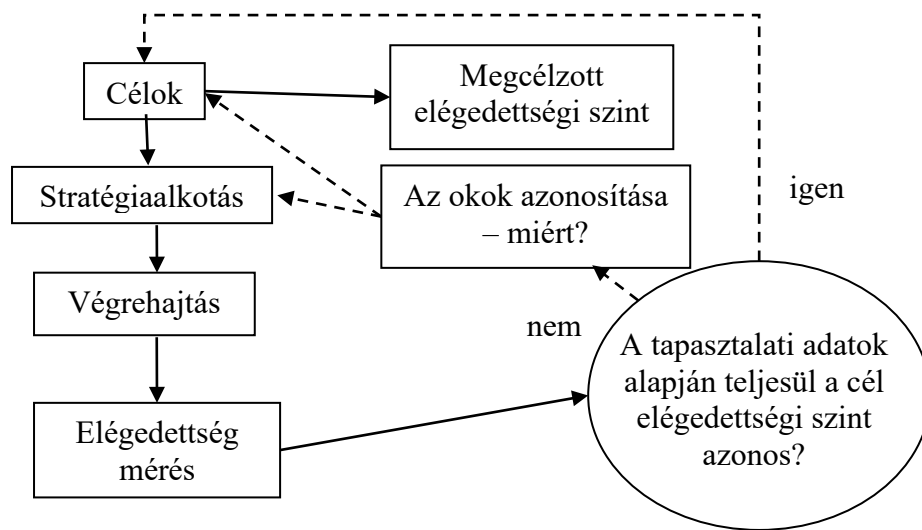 Célok
Megcélzott
elégedettségi szint
Stratégiaalkotás
Az okok azonosítása
– miért?
igen
Végrehajtás
nem
A tapasztalati adatok
alapján teljesül a cél
elégedettségi szint
azonos?
Elégedettség
mérés